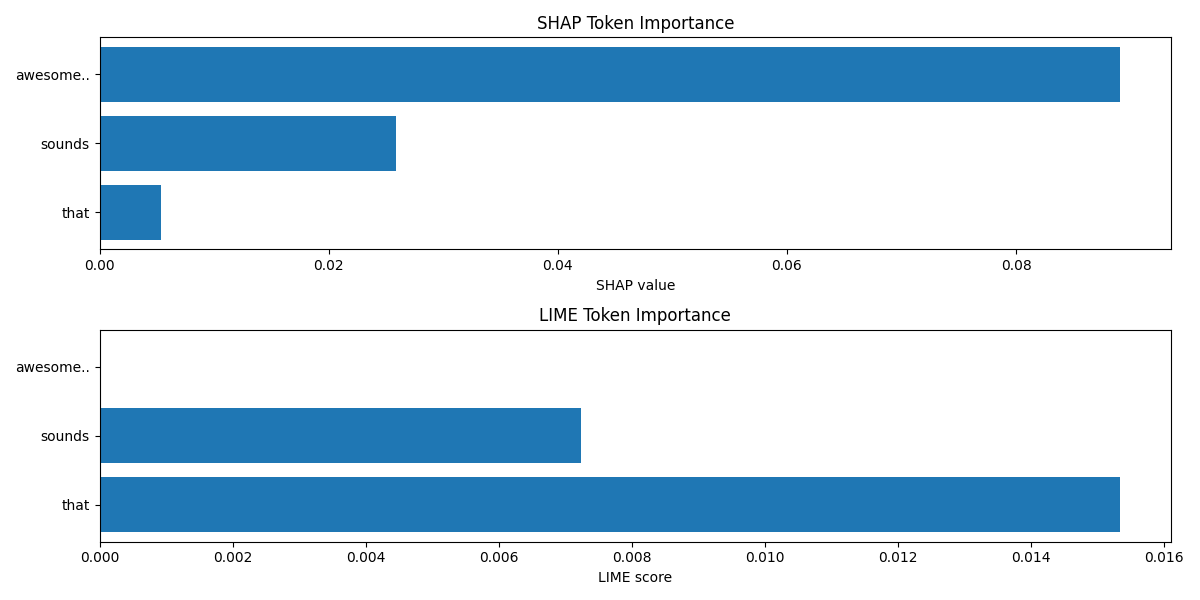 SHAP Token Importance
awesome..
sounds
that
0.00 0.02 0.04 0.06 0.08
SHAP value
LIME Token Importance
awesome..
sounds
that
0.000 0.002 0.004 0.006 0.008 0.010 0.012 0.014 0.016
LIME score